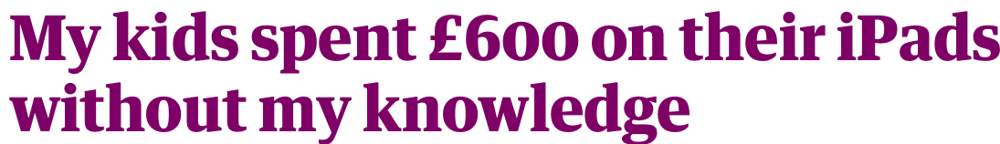 My kids spent £600 on their iPads
without my knowledge